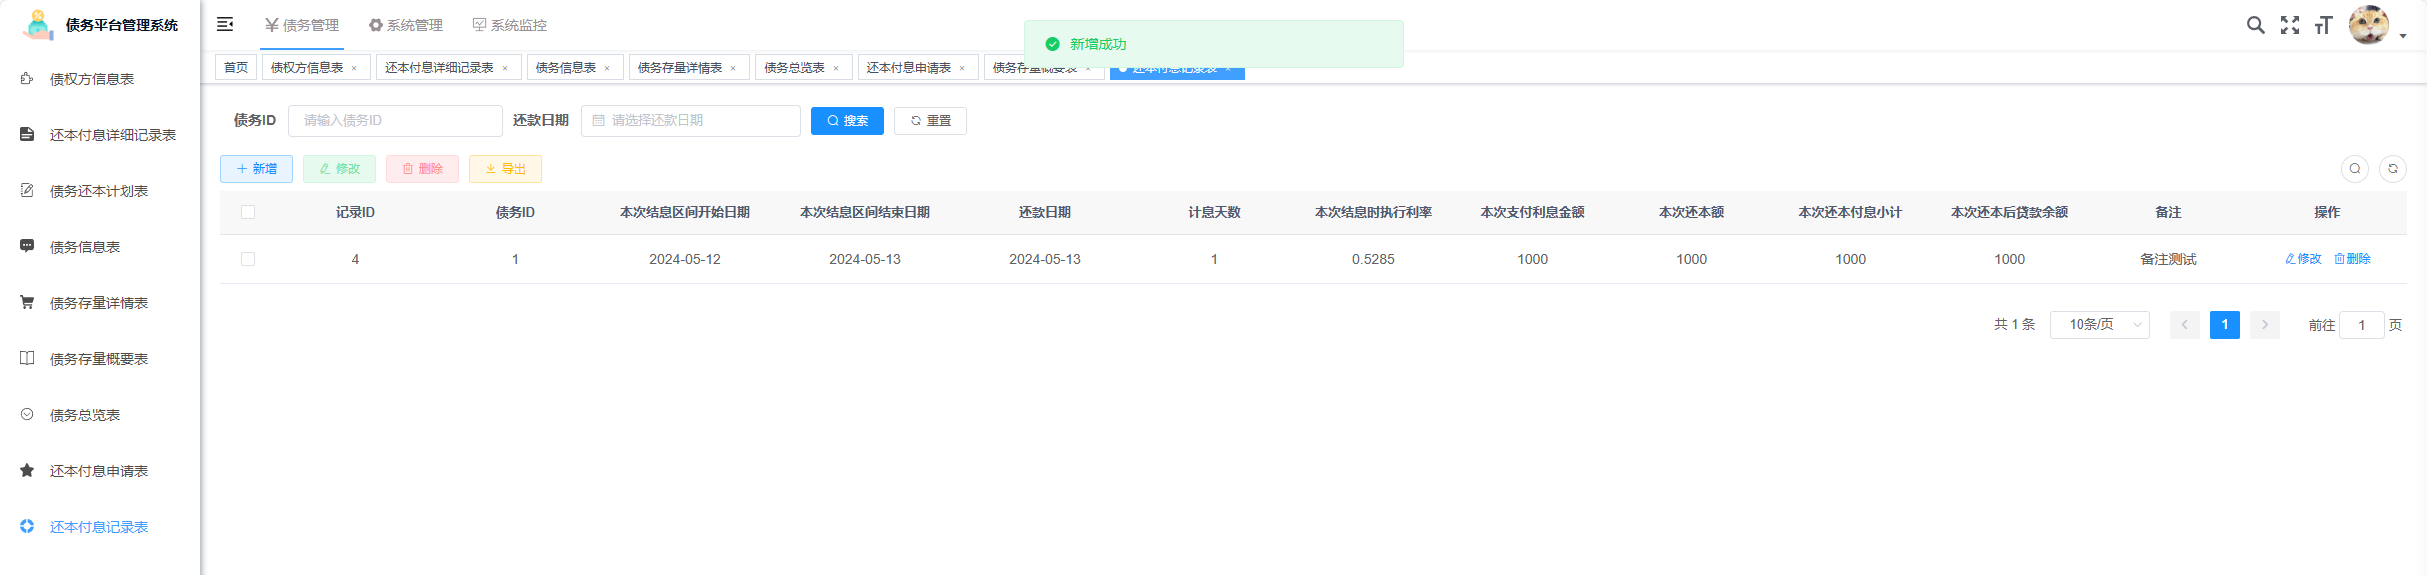 债务平台管理系统
债务管理 系统管理 系统监控
新增成功
首页 债权方信息表 × 还本付息详细记录表 × 债务信息表 × 债务存量详情表 × 债务总览表 × 还本付息申请表 × 债务存量概要表 × 还本付息记录表 ×
债权方信息表
还本付息详细记录表
债务还本计划表
债务信息表
债务存量详情表
债务存量概要表
债务总览表
还本付息申请表
还本付息记录表
债务ID 请输入债务ID 还款日期 请选择还款日期 搜索 重置
新增 修改 删除 导出
记录ID 债务ID 本次结息区间开始日期 本次结息区间结束日期 还款日期 计息天数 本次结息时执行利率 本次支付利息金额 本次还本额 本次还本付息小计 本次还本后贷款余额 备注 操作
4 1 2024-05-12 2024-05-13 2024-05-13 1 0.5285 1000 1000 1000 1000 备注测试 修改 删除
共 1 条 10条/页 1 前往 1 页